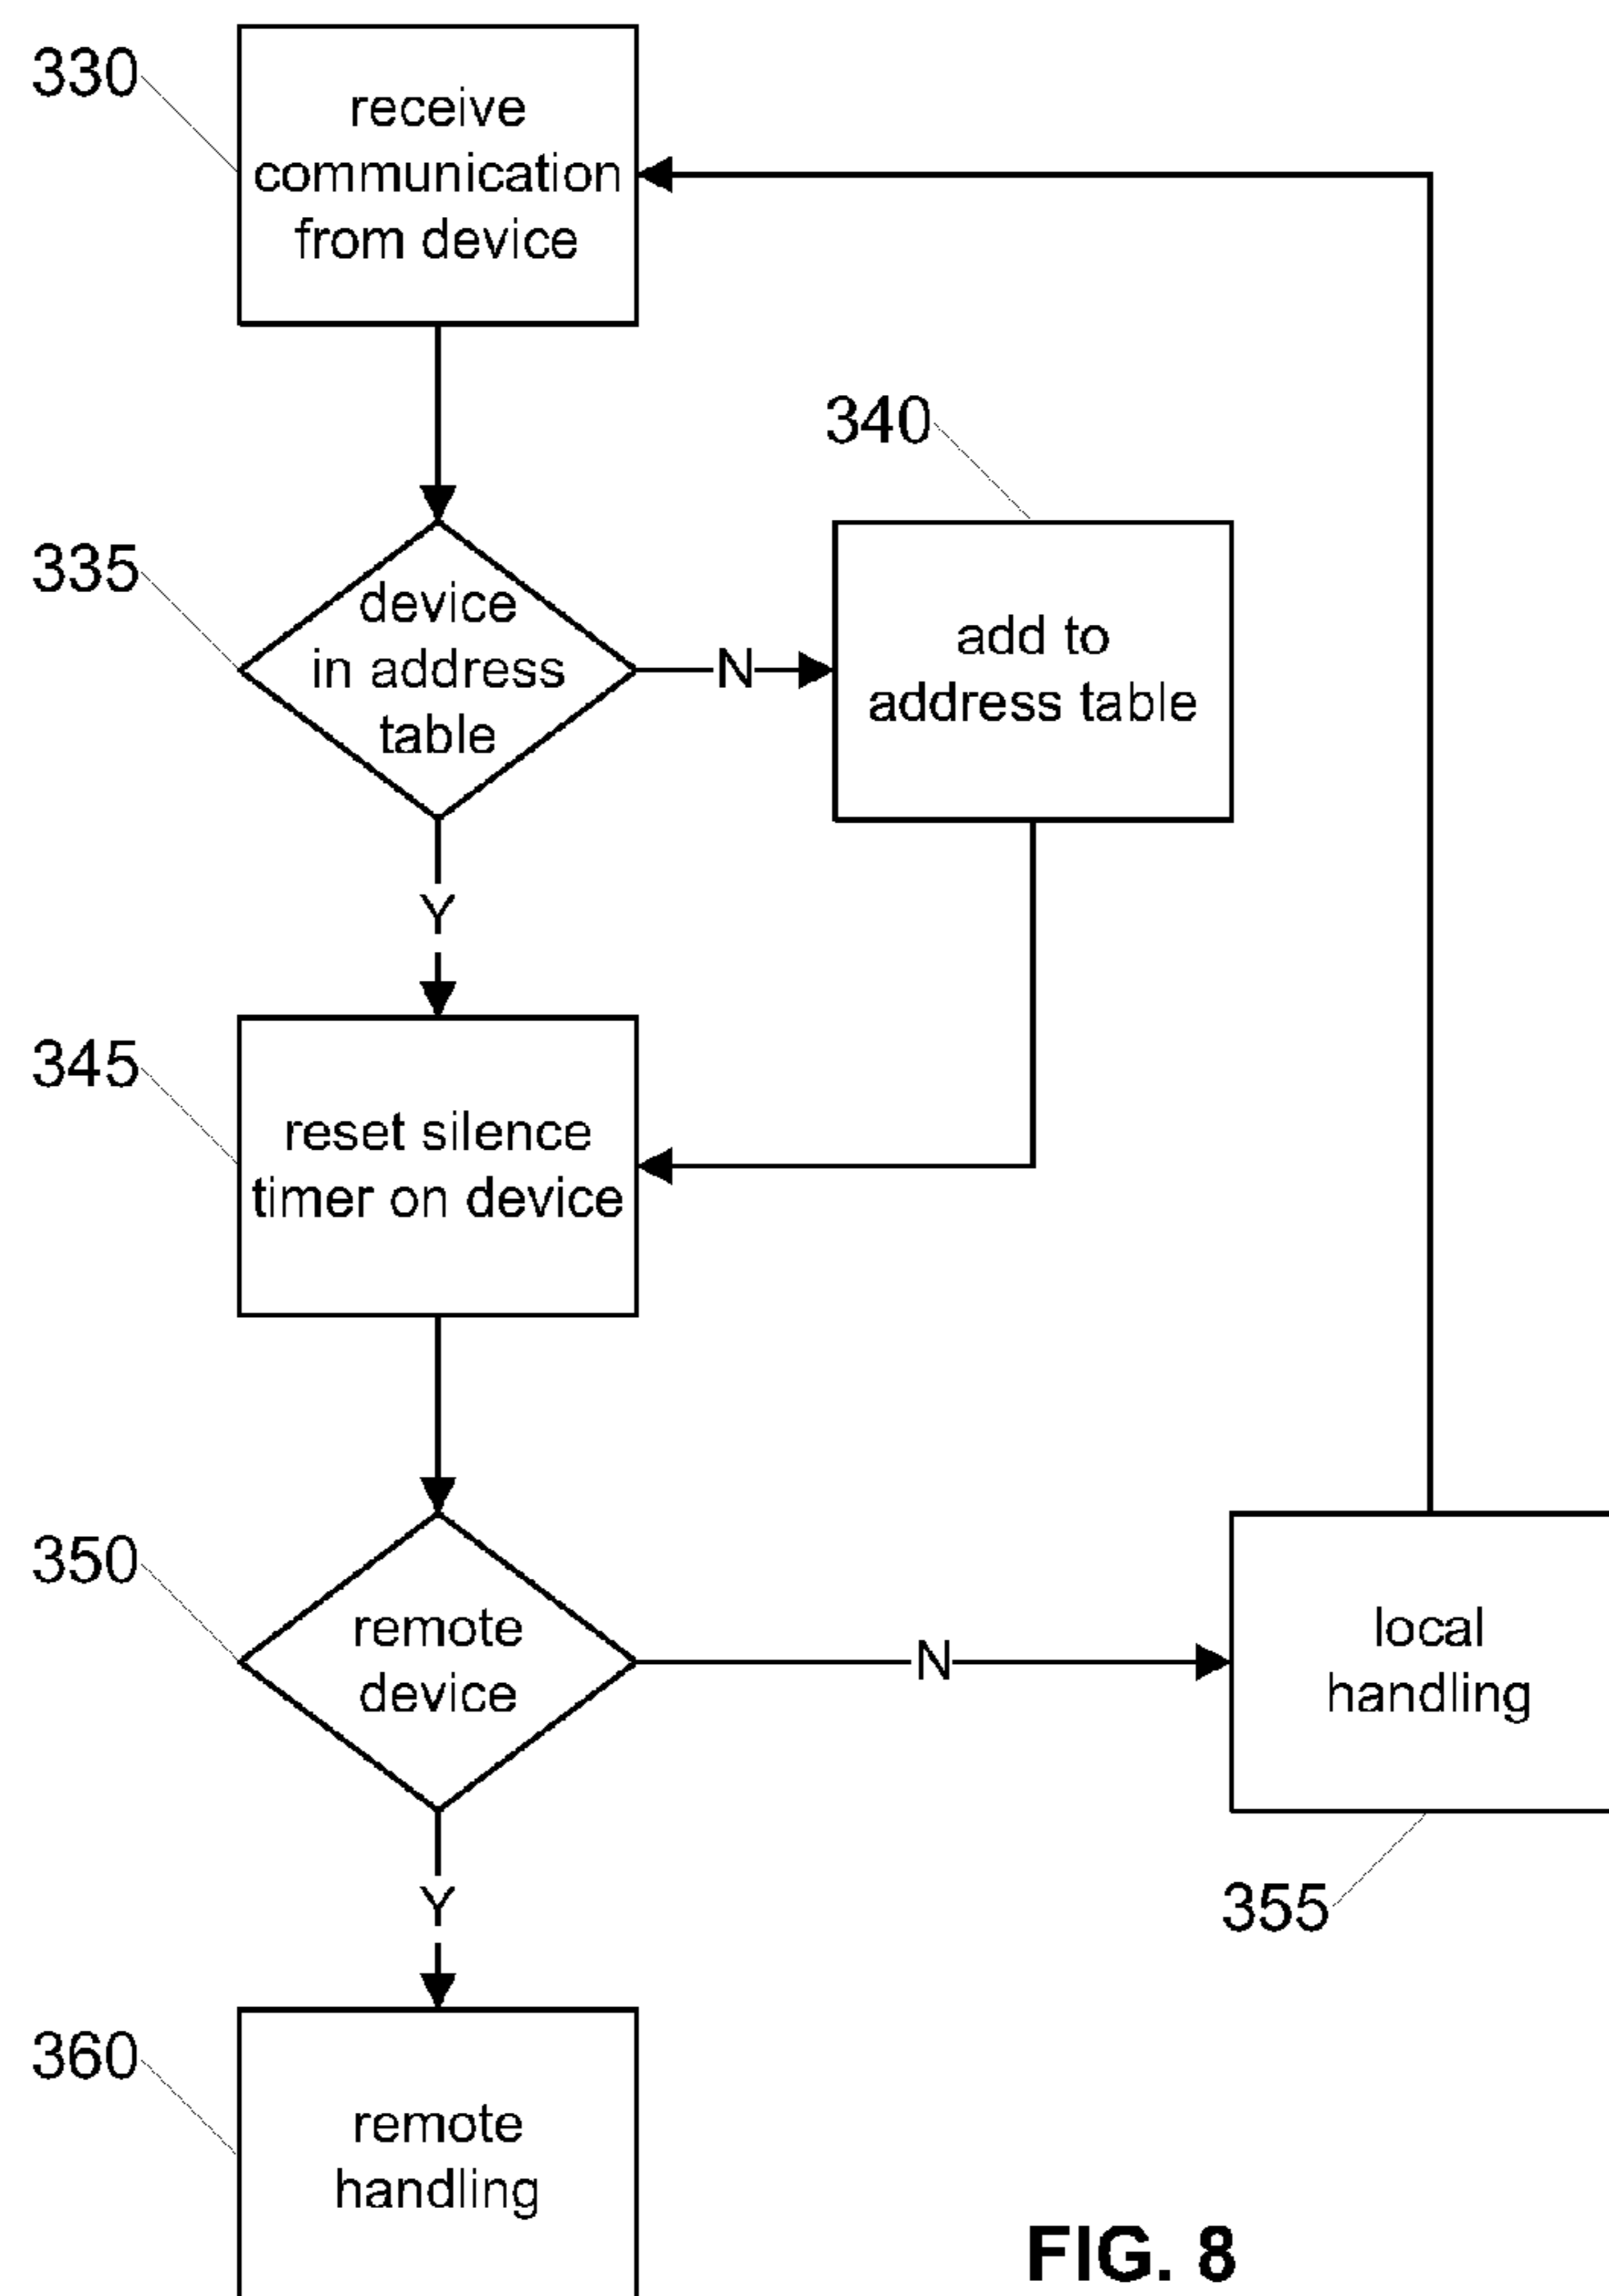 330
receive
communication
from device
340
335
device
in address
table
N
add to
address table
Y
345
reset silence
timer on device
350
remote
device
N
local
handling
355
Y
360
remote
handling
FIG. 8